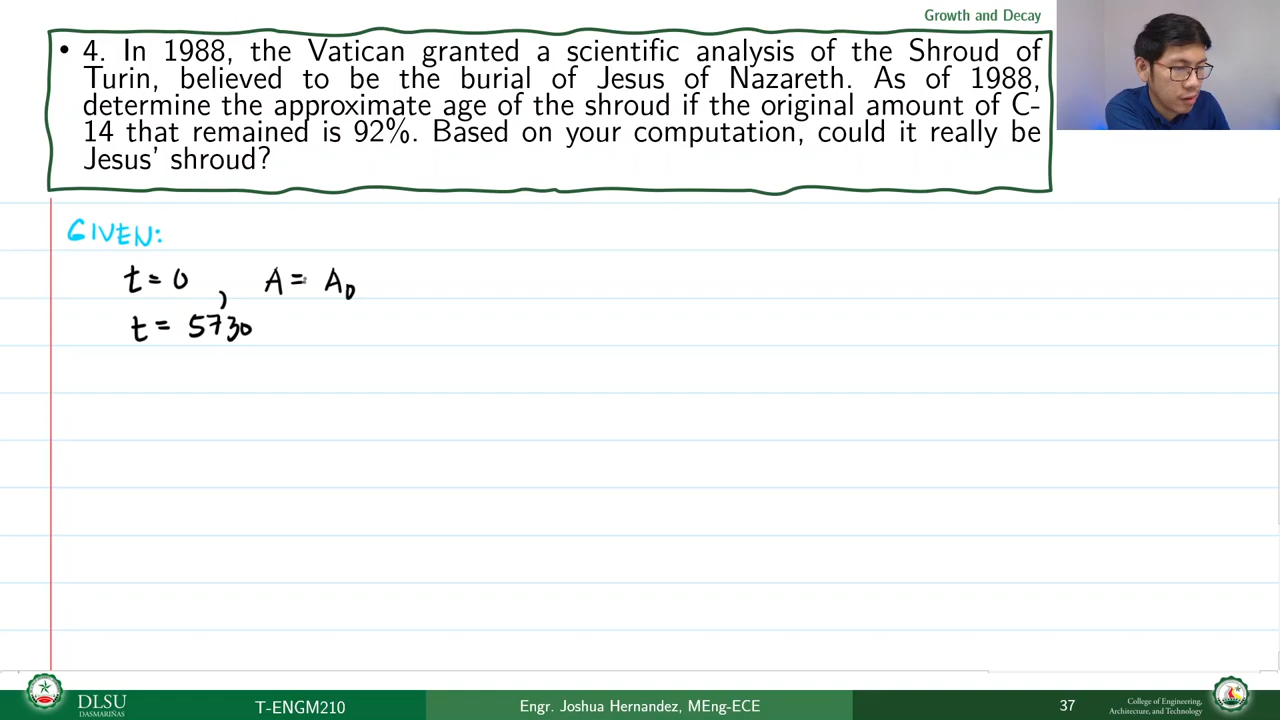 Growth and Decay
• 4. In 1988, the Vatican granted a scientific analysis of the Shroud of
Turin, believed to be the burial of Jesus of Nazareth. As of 1988,
determine the approximate age of the shroud if the original amount of C-
14 that remained is 92%. Based on your computation, could it really be
Jesus' shroud?
GIVEN:
t = 0 , A = A₀
t = 5730
DLSU
DASMARIÑAS
T-ENGM210
Engr. Joshua Hernandez, MEng-ECE
37
College of Engineering,
Architecture, and Technology